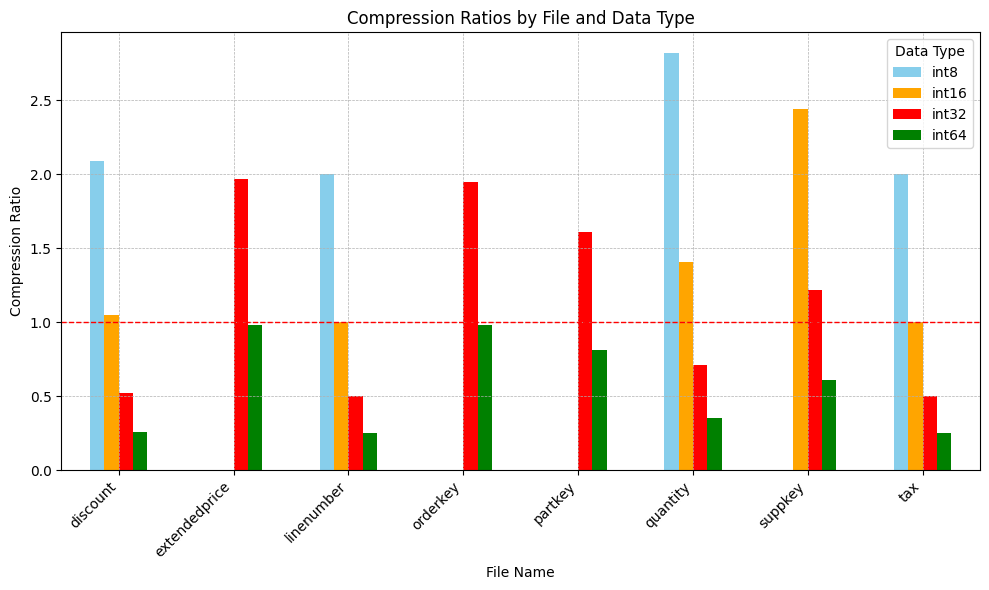 Compression Ratios by File and Data Type
Data Type
int8
int16
int32
int64
Compression Ratio
2.5
2.0
1.5
1.0
0.5
0.0
discount
extendedprice
linenumber
orderkey
partkey
quantity
suppkey
tax
File Name